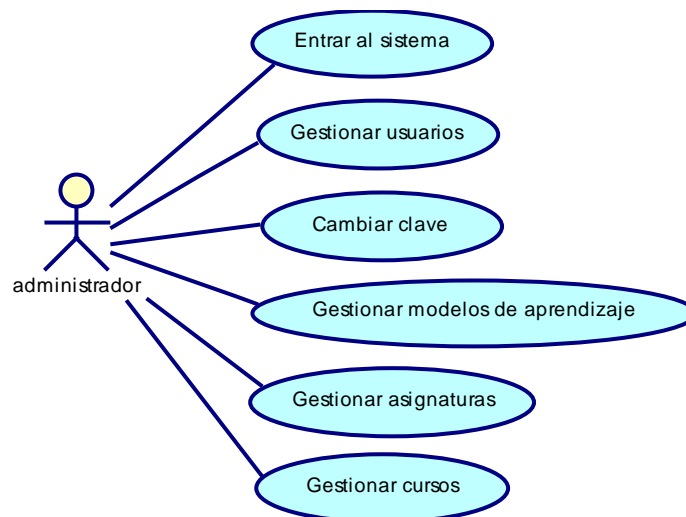 Entrar al sistema
Gestionar usuarios
Cambiar clave
administrador
Gestionar modelos de aprendizaje
Gestionar asignaturas
Gestionar cursos